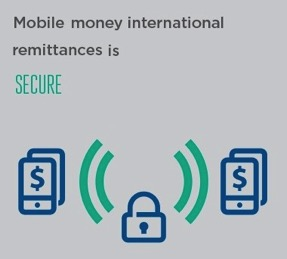 Mobile money international
remittances is
SECURE
$
$